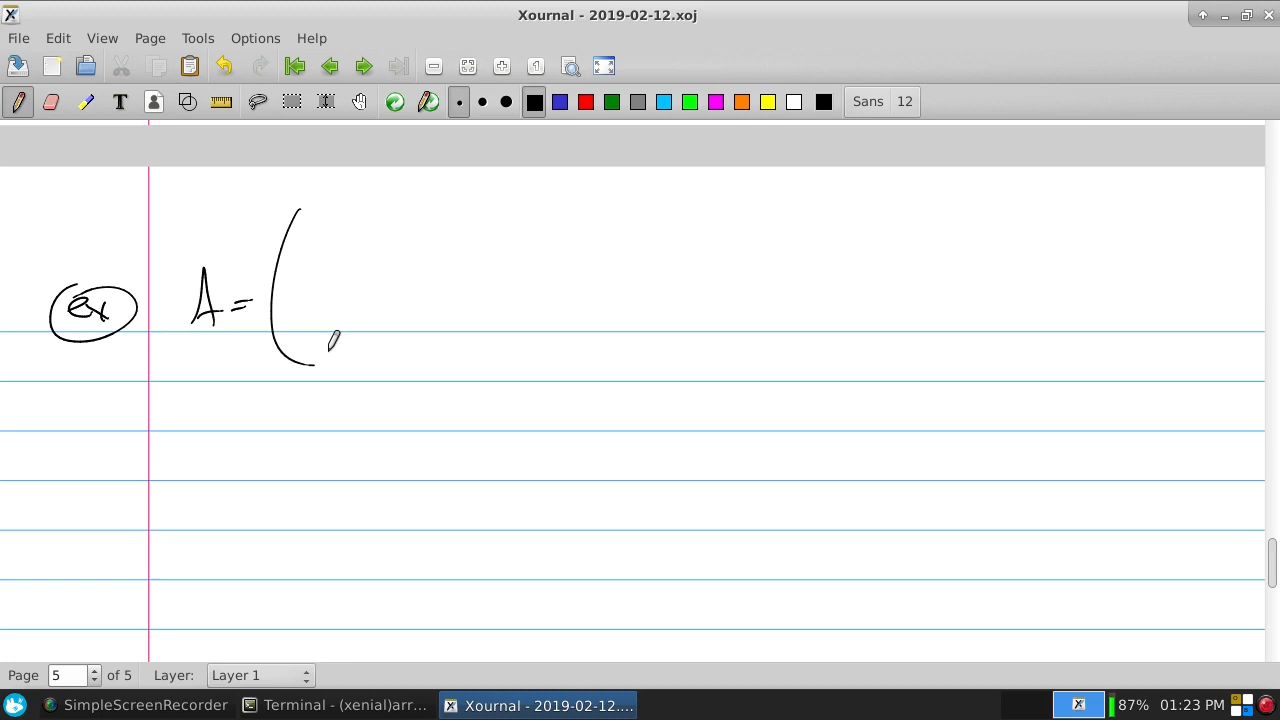 Xournal - 2019-02-12.xoj
File Edit View Page Tools Options Help
Sans 12
ex A = (
Page 5 of 5 Layer: Layer 1
SimpleScreenRecorder Terminal - (xenial)arr... Xournal - 2019-02-12.... 87% 01:23 PM